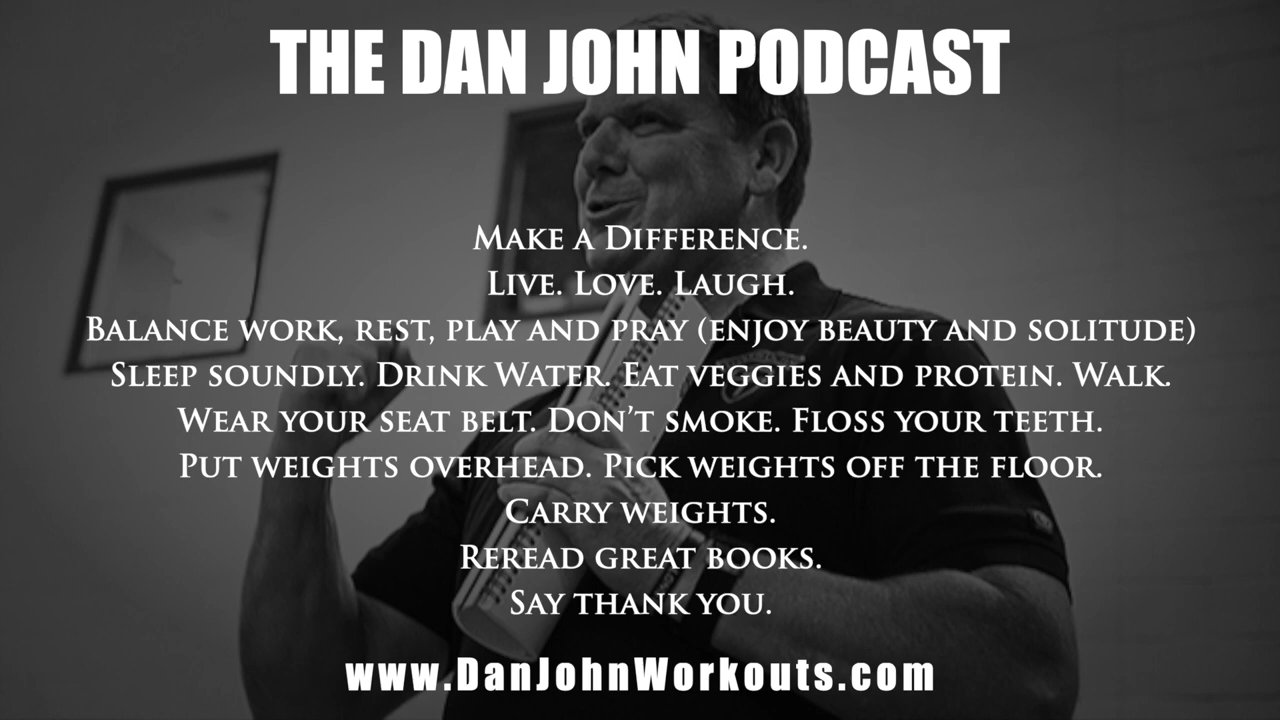 THE DAN JOHN PODCAST
MAKE A DIFFERENCE.
LIVE. LOVE. LAUGH.
BALANCE WORK, REST, PLAY AND PRAY (ENJOY BEAUTY AND SOLITUDE)
SLEEP SOUNDLY. DRINK WATER. EAT VEGGIES AND PROTEIN. WALK.
WEAR YOUR SEAT BELT. DON'T SMOKE. FLOSS YOUR TEETH.
PUT WEIGHTS OVERHEAD. PICK WEIGHTS OFF THE FLOOR.
CARRY WEIGHTS.
REREAD GREAT BOOKS.
SAY THANK YOU.
www.DanJohnWorkouts.com